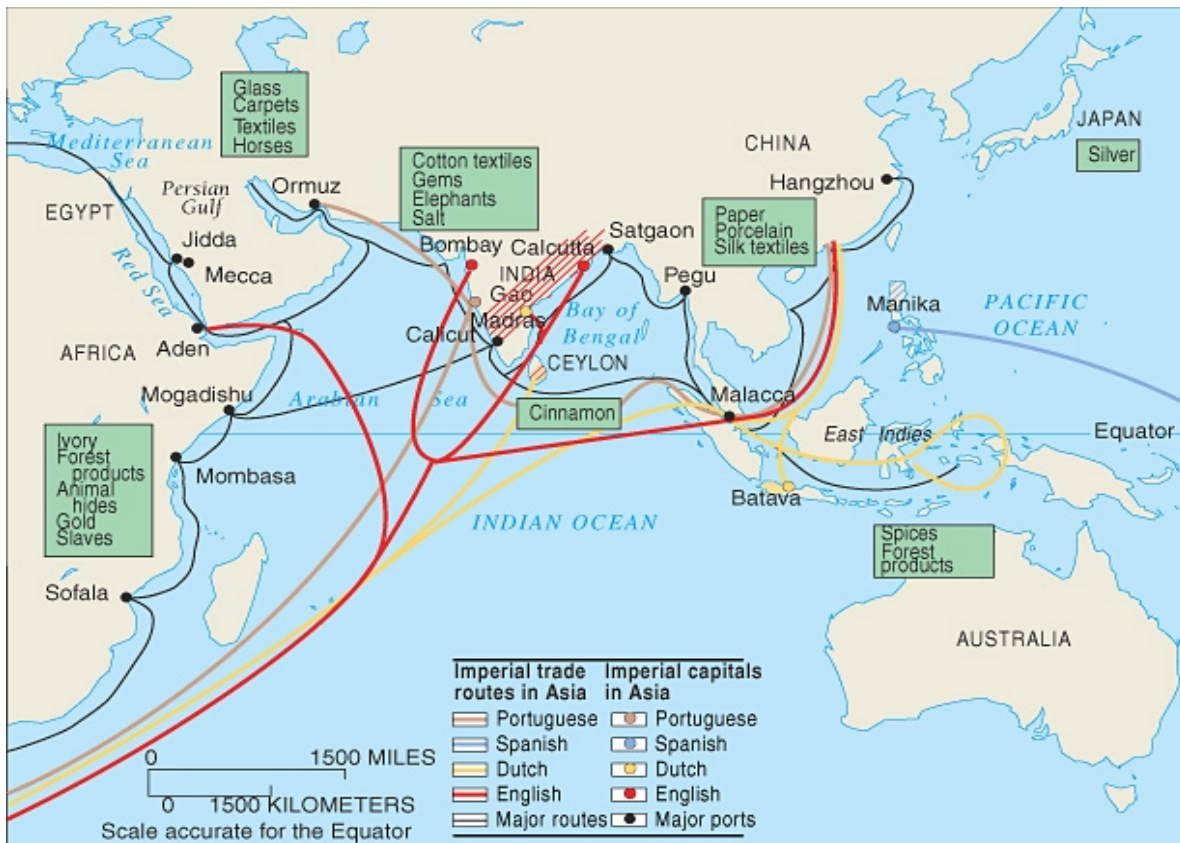 Glass
Carpets
Textiles
Horses
Mediterranean
Sea
EGYPT
Persian
Gulf
Ormuz
Jidda
Mecca
Red Sea
Aden
AFRICA
Mogadishu
Arabian Sea
Ivory
Forest
products
Animal
hides
Gold
Slaves
Mombasa
Sofala
Cotton textiles
Gems
Elephants
Salt
Bombay
Calcutta
Satgaon
INDIA
Gao
Madras
Calicut
Bay of
Bengal
CEYLON
Cinnamon
Pegu
CHINA
Hangzhou
Paper
Porcelain
Silk textiles
JAPAN
Silver
Manika
PACIFIC
OCEAN
Malacca
East Indies
Equator
Batava
INDIAN OCEAN
Spices
Forest
products
AUSTRALIA
Imperial trade
routes in Asia
Portuguese
Spanish
Dutch
English
Major routes
Imperial capitals
in Asia
Portuguese
Spanish
Dutch
English
Major ports
0 1500 MILES
0 1500 KILOMETERS
Scale accurate for the Equator